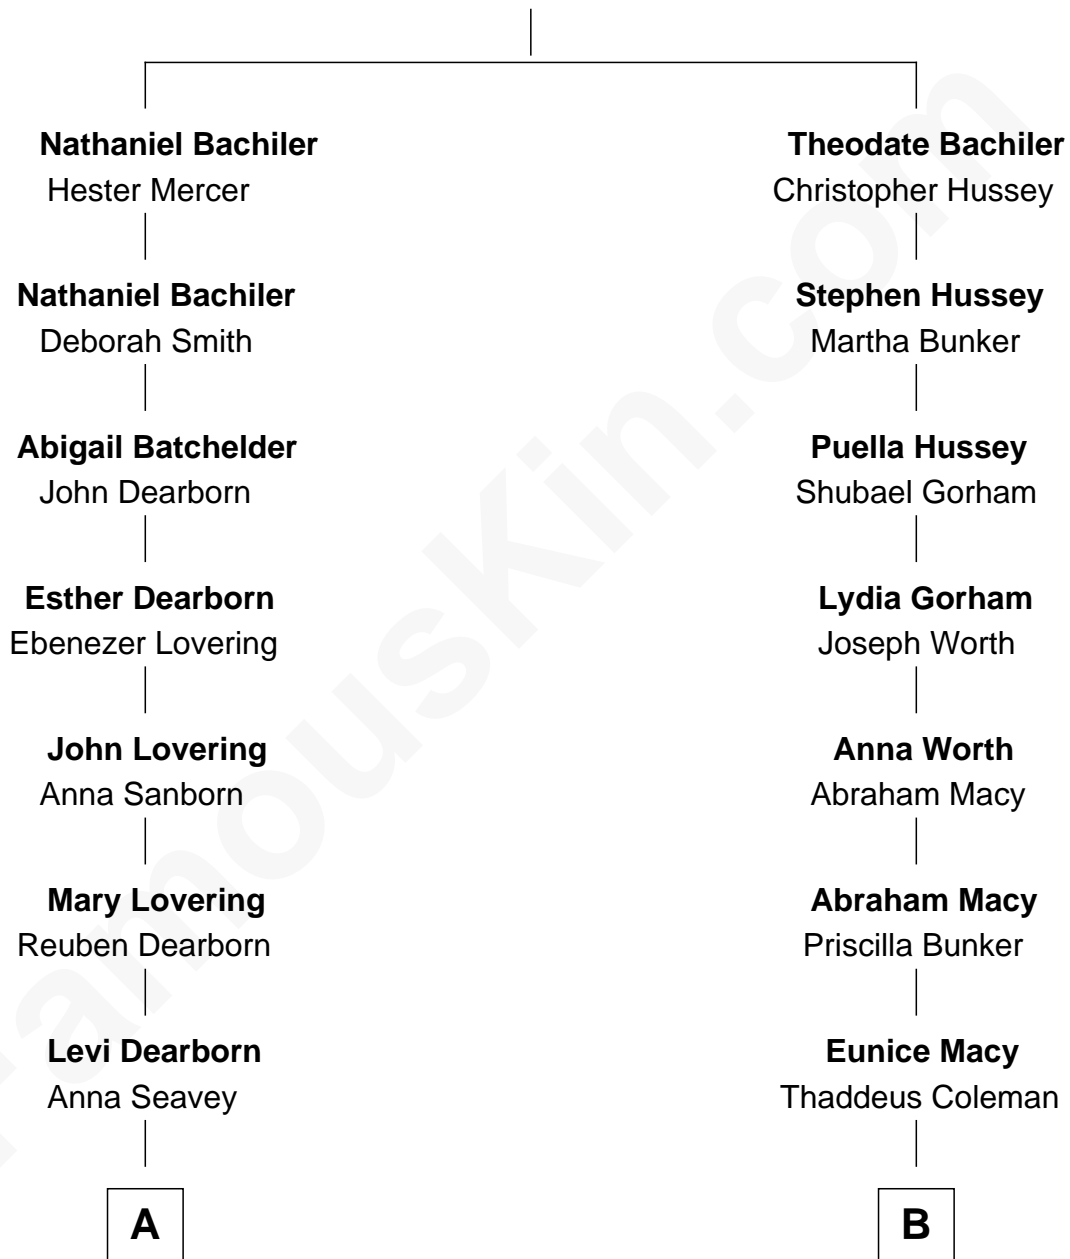 Nathaniel Bachiler
Hester Mercer
Theodate Bachiler
Christopher Hussey
Nathaniel Bachiler
Deborah Smith
Stephen Hussey
Martha Bunker
Abigail Batchelder
John Dearborn
Puella Hussey
Shubael Gorham
Esther Dearborn
Ebenezer Lovering
Lydia Gorham
Joseph Worth
John Lovering
Anna Sanborn
Anna Worth
Abraham Macy
Mary Lovering
Reuben Dearborn
Abraham Macy
Priscilla Bunker
Levi Dearborn
Anna Seavey
Eunice Macy
Thaddeus Coleman
A
B
FamousKin.com